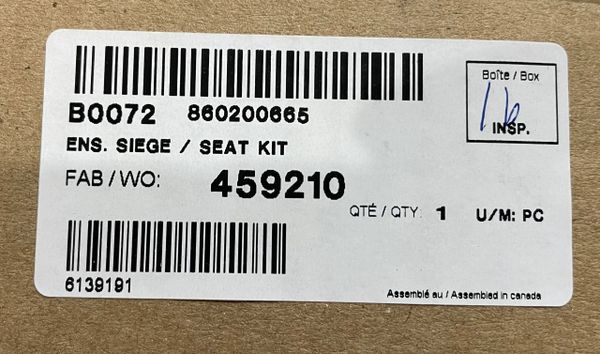 Boîte / Box
INSP.
B0072 860200665
ENS. SIEGE / SEAT KIT
FAB / WO: 459210
QTÉ / QTY: 1 U/M: PC
6139191
Assemblé au / Assembled in canada